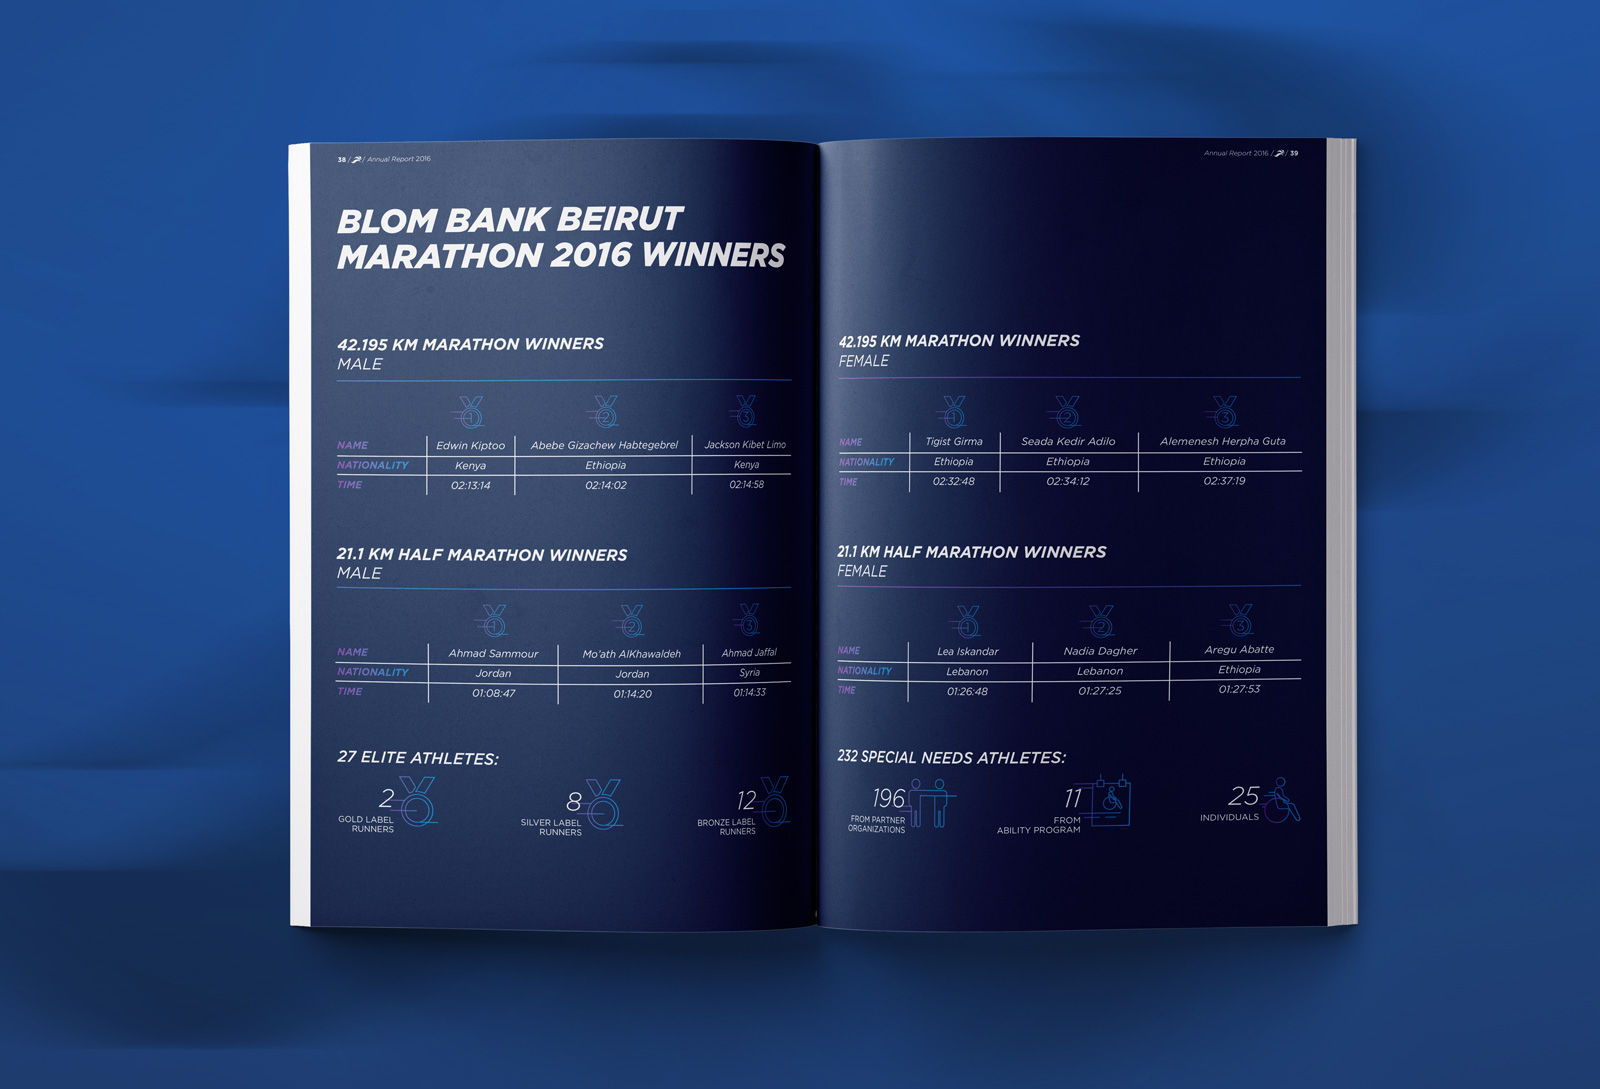 38 / / Annual Report 2016
BLOM BANK BEIRUT
MARATHON 2016 WINNERS
42.195 KM MARATHON WINNERS
MALE
1 2 3
NAME Edwin Kiptoo Abebe Gizachew Habtegebrel Jackson Kibet Limo
NATIONALITY Kenya Ethiopia Kenya
TIME 02:13:14 02:14:02 02:14:58
21.1 KM HALF MARATHON WINNERS
MALE
1 2 3
NAME Ahmad Sammour Mo'ath AlKhawaldeh Ahmad Jaffal
NATIONALITY Jordan Jordan Syria
TIME 01:08:47 01:14:20 01:14:33
27 ELITE ATHLETES:
2
GOLD LABEL
RUNNERS
8
SILVER LABEL
RUNNERS
12
BRONZE LABEL
RUNNERS
Annual Report 2016 / / 39
42.195 KM MARATHON WINNERS
FEMALE
1 2 3
NAME Tigist Girma Seada Kedir Adilo Alemenesh Herpha Guta
NATIONALITY Ethiopia Ethiopia Ethiopia
TIME 02:32:48 02:34:12 02:37:19
21.1 KM HALF MARATHON WINNERS
FEMALE
1 2 3
NAME Lea Iskandar Nadia Dagher Aregu Abatte
NATIONALITY Lebanon Lebanon Ethiopia
TIME 01:26:48 01:27:25 01:27:53
232 SPECIAL NEEDS ATHLETES:
196
FROM PARTNER
ORGANIZATIONS
11
FROM
ABILITY PROGRAM
25
INDIVIDUALS